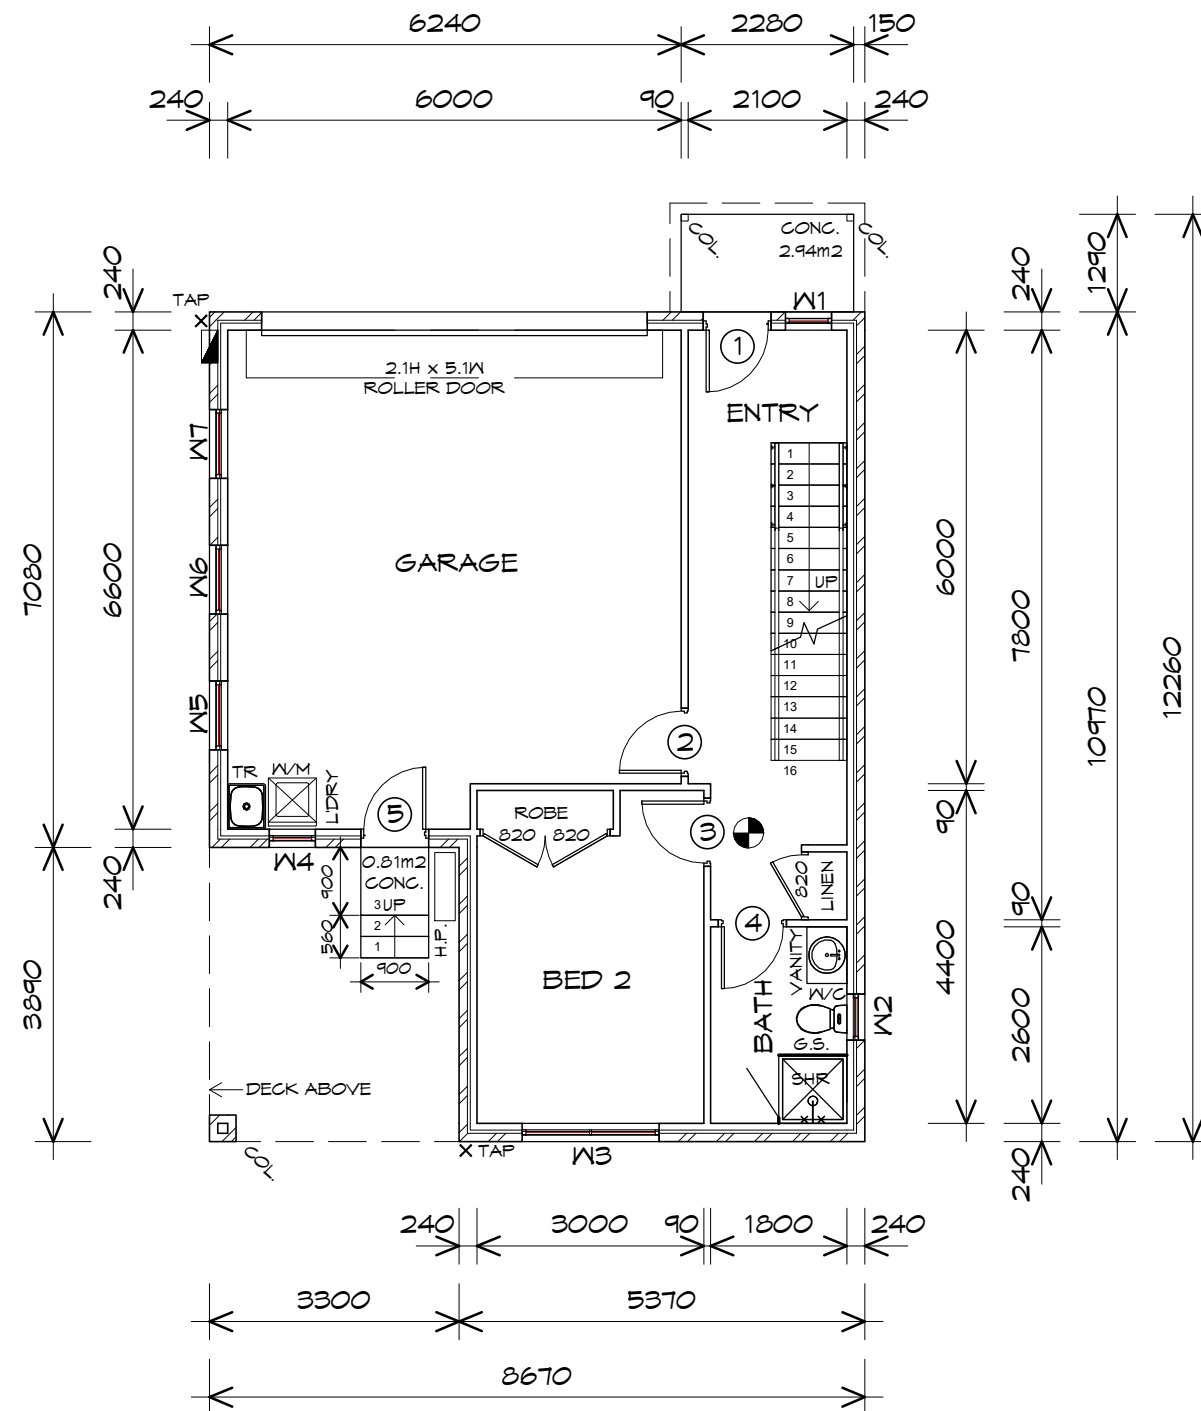 6240 2280 150
240 6000 90 2100 240
COL.
CONC.
2.94m2
COL.
240
240
1290
TAP
W1
2.1H x 5.1W
ROLLER DOOR
1
ENTRY
W7
W6
W5
GARAGE
1
2
3
4
5
6
7 UP
8
9
10
11
12
13
14
15
16
7080
6600
6000
7800
10970
12260
2
TR
W/M
L'DRY
5
ROBE
820 820
3
90
W4
240
0.81m2
CONC.
3 UP
2
1
900
560
900
H.P.
820
LINEN
4
90
VANITY
W/C
BATH
G.S.
SHR
W2
BED 2
4400
2600
3890
DECK ABOVE
COL.
TAP
W3
240
240 3000 90 1800 240
3300 5370
8670